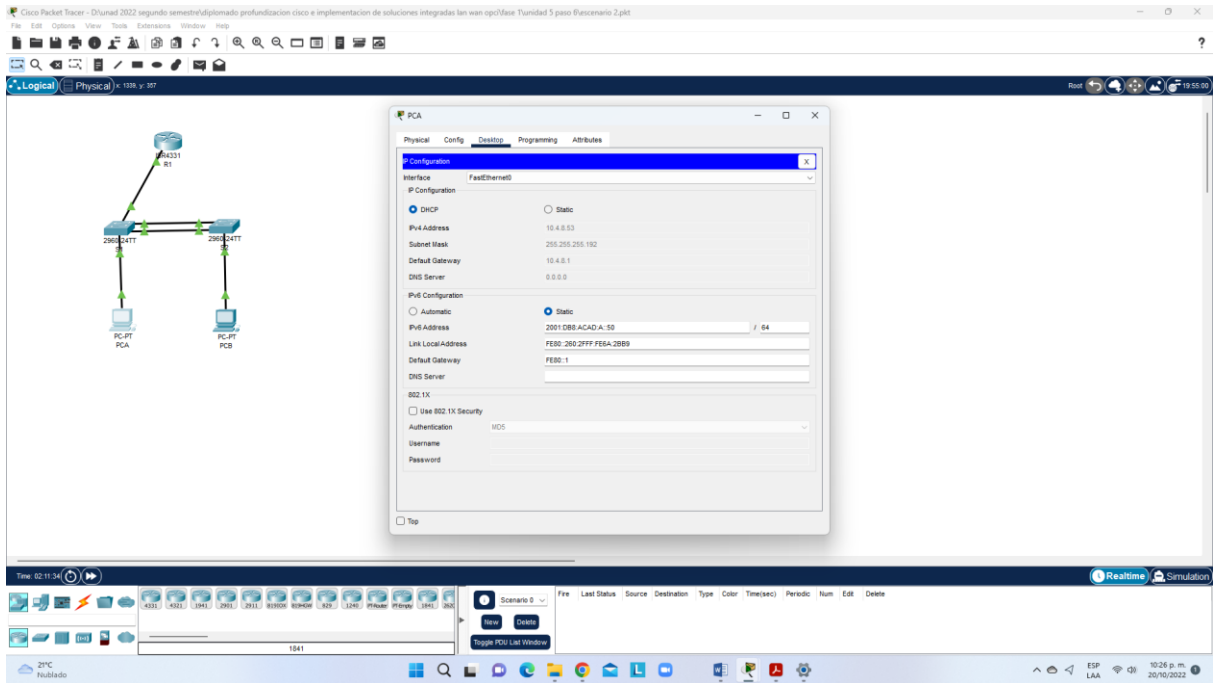 Cisco Packet Tracer - D:\unad 2022 segundo semestre\diplomado profundizacion cisco e implementacion de soluciones integradas lan wan opci\fase 1\unidad 5 paso 6\escenario 2.pkt
File Edit Options View Tools Extensions Window Help
?
Logical Physical x: 1339, y: 357
Root 19:55:00
PCA
Physical Config Desktop Programming Attributes
IP Configuration X
Interface FastEthernet0
IP Configuration
DHCP Static
IPv4 Address 10.4.8.53
Subnet Mask 255.255.255.192
Default Gateway 10.4.8.1
DNS Server 0.0.0.0
IPv6 Configuration
Automatic Static
IPv6 Address 2001:DB8:ACAD:A::50 / 64
Link Local Address FE80::260:2FFF:FE6A:2BB9
Default Gateway FE80::1
DNS Server
802.1X
Use 802.1X Security
Authentication MD5
Username
Password
Top
ISR4331
R1
2960-24TT
S1
2960-24TT
S2
PC-PT
PCA
PC-PT
PCB
Time: 02:11:34
Realtime Simulation
4331 4321 1941 2901 2911 819IOX 819HGW 829 1240 PT-Router PT-Empty 1841
1841
Scenario 0
New Delete
Toggle PDU List Window
Fire Last Status Source Destination Type Color Time(sec) Periodic Num Edit Delete
21°C
Nublado
ESP
LAA
10:26 p. m.
20/10/2022